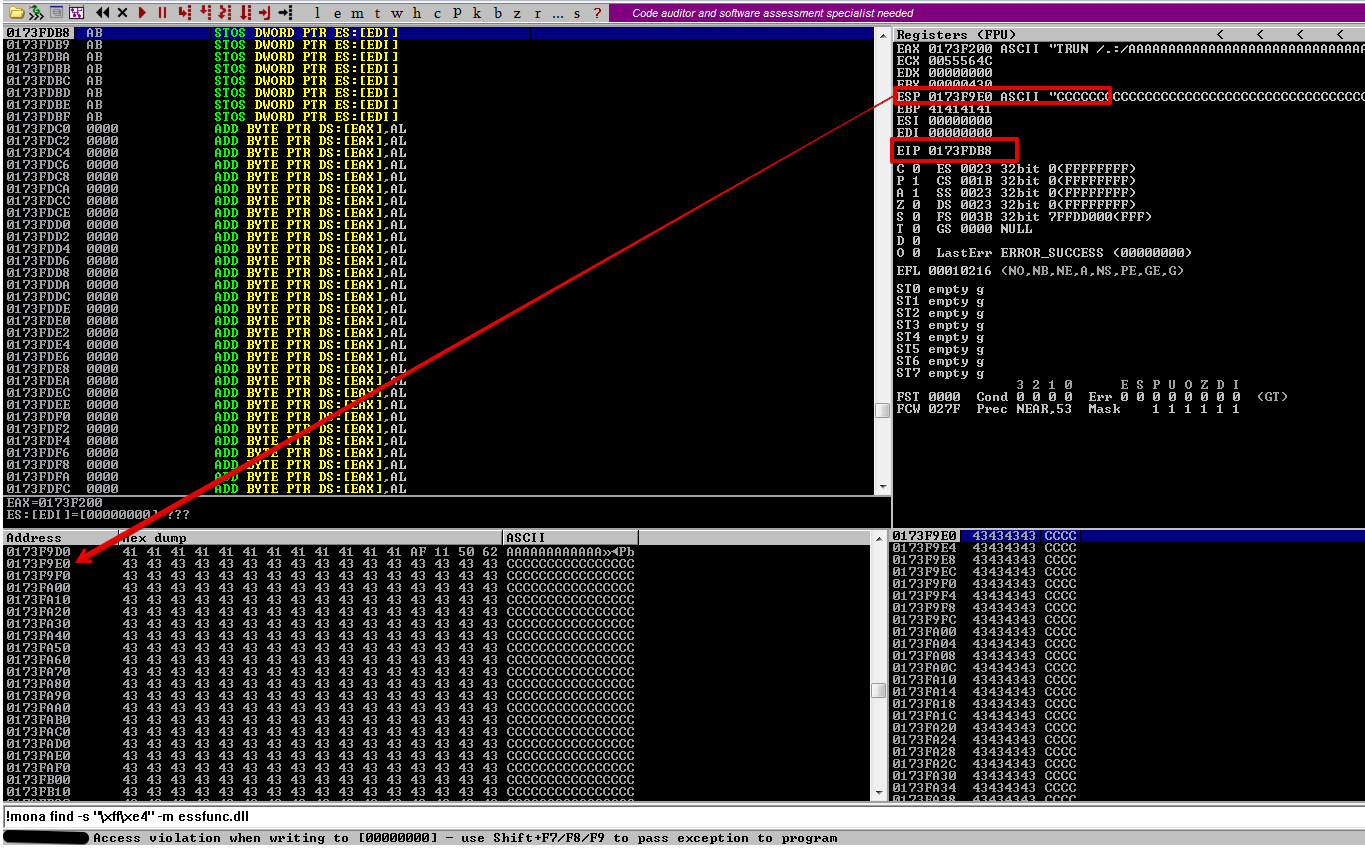 l e m t w h c p k b z r ... s ?
Code auditor and software assessment specialist needed
0173FDB8 AB STOS DWORD PTR ES:[EDI]
0173FDB9 AB STOS DWORD PTR ES:[EDI]
0173FDBA AB STOS DWORD PTR ES:[EDI]
0173FDBB AB STOS DWORD PTR ES:[EDI]
0173FDBC AB STOS DWORD PTR ES:[EDI]
0173FDBD AB STOS DWORD PTR ES:[EDI]
0173FDBE AB STOS DWORD PTR ES:[EDI]
0173FDBF AB STOS DWORD PTR ES:[EDI]
0173FDC0 0000 ADD BYTE PTR DS:[EAX],AL
0173FDC2 0000 ADD BYTE PTR DS:[EAX],AL
0173FDC4 0000 ADD BYTE PTR DS:[EAX],AL
0173FDC6 0000 ADD BYTE PTR DS:[EAX],AL
0173FDC8 0000 ADD BYTE PTR DS:[EAX],AL
0173FDCA 0000 ADD BYTE PTR DS:[EAX],AL
0173FDCC 0000 ADD BYTE PTR DS:[EAX],AL
0173FDCE 0000 ADD BYTE PTR DS:[EAX],AL
0173FDD0 0000 ADD BYTE PTR DS:[EAX],AL
0173FDD2 0000 ADD BYTE PTR DS:[EAX],AL
0173FDD4 0000 ADD BYTE PTR DS:[EAX],AL
0173FDD6 0000 ADD BYTE PTR DS:[EAX],AL
0173FDD8 0000 ADD BYTE PTR DS:[EAX],AL
0173FDDA 0000 ADD BYTE PTR DS:[EAX],AL
0173FDDC 0000 ADD BYTE PTR DS:[EAX],AL
0173FDDE 0000 ADD BYTE PTR DS:[EAX],AL
0173FDE0 0000 ADD BYTE PTR DS:[EAX],AL
0173FDE2 0000 ADD BYTE PTR DS:[EAX],AL
0173FDE4 0000 ADD BYTE PTR DS:[EAX],AL
0173FDE6 0000 ADD BYTE PTR DS:[EAX],AL
0173FDE8 0000 ADD BYTE PTR DS:[EAX],AL
0173FDEA 0000 ADD BYTE PTR DS:[EAX],AL
0173FDEC 0000 ADD BYTE PTR DS:[EAX],AL
0173FDEE 0000 ADD BYTE PTR DS:[EAX],AL
0173FDF0 0000 ADD BYTE PTR DS:[EAX],AL
0173FDF2 0000 ADD BYTE PTR DS:[EAX],AL
0173FDF4 0000 ADD BYTE PTR DS:[EAX],AL
0173FDF6 0000 ADD BYTE PTR DS:[EAX],AL
0173FDF8 0000 ADD BYTE PTR DS:[EAX],AL
0173FDFA 0000 ADD BYTE PTR DS:[EAX],AL
0173FDFC 0000 ADD BYTE PTR DS:[EAX],AL
EAX=0173F200
ES:[EDI]=[00000000]=???
Registers (FPU) < < < <
EAX 0173F200 ASCII "TRUN /.:/AAAAAAAAAAAAAAAAAAAAAAAAAAAAAA
ECX 0055564C
EDX 00000000
EBX 00000430
ESP 0173F9E0 ASCII "CCCCCCCCCCCCCCCCCCCCCCCCCCCCCCCCCCCCCCC
EBP 41414141
ESI 00000000
EDI 00000000
EIP 0173FDB8
C 0 ES 0023 32bit 0(FFFFFFFF)
P 1 CS 001B 32bit 0(FFFFFFFF)
A 1 SS 0023 32bit 0(FFFFFFFF)
Z 0 DS 0023 32bit 0(FFFFFFFF)
S 0 FS 003B 32bit 7FFDD000(FFF)
T 0 GS 0000 NULL
D 0
O 0 LastErr ERROR_SUCCESS (00000000)
EFL 00010216 (NO,NB,NE,A,NS,PE,GE,G)
ST0 empty g
ST1 empty g
ST2 empty g
ST3 empty g
ST4 empty g
ST5 empty g
ST6 empty g
ST7 empty g
3 2 1 0 E S P U O Z D I
FST 0000 Cond 0 0 0 0 Err 0 0 0 0 0 0 0 0 (GT)
FCW 027F Prec NEAR,53 Mask 1 1 1 1 1 1
Address Hex dump ASCII
0173F9D0 41 41 41 41 41 41 41 41 41 41 41 41 AF 11 50 62 AAAAAAAAAAAA»◄Pb
0173F9E0 43 43 43 43 43 43 43 43 43 43 43 43 43 43 43 43 CCCCCCCCCCCCCCCC
0173F9F0 43 43 43 43 43 43 43 43 43 43 43 43 43 43 43 43 CCCCCCCCCCCCCCCC
0173FA00 43 43 43 43 43 43 43 43 43 43 43 43 43 43 43 43 CCCCCCCCCCCCCCCC
0173FA10 43 43 43 43 43 43 43 43 43 43 43 43 43 43 43 43 CCCCCCCCCCCCCCCC
0173FA20 43 43 43 43 43 43 43 43 43 43 43 43 43 43 43 43 CCCCCCCCCCCCCCCC
0173FA30 43 43 43 43 43 43 43 43 43 43 43 43 43 43 43 43 CCCCCCCCCCCCCCCC
0173FA40 43 43 43 43 43 43 43 43 43 43 43 43 43 43 43 43 CCCCCCCCCCCCCCCC
0173FA50 43 43 43 43 43 43 43 43 43 43 43 43 43 43 43 43 CCCCCCCCCCCCCCCC
0173FA60 43 43 43 43 43 43 43 43 43 43 43 43 43 43 43 43 CCCCCCCCCCCCCCCC
0173FA70 43 43 43 43 43 43 43 43 43 43 43 43 43 43 43 43 CCCCCCCCCCCCCCCC
0173FA80 43 43 43 43 43 43 43 43 43 43 43 43 43 43 43 43 CCCCCCCCCCCCCCCC
0173FA90 43 43 43 43 43 43 43 43 43 43 43 43 43 43 43 43 CCCCCCCCCCCCCCCC
0173FAA0 43 43 43 43 43 43 43 43 43 43 43 43 43 43 43 43 CCCCCCCCCCCCCCCC
0173FAB0 43 43 43 43 43 43 43 43 43 43 43 43 43 43 43 43 CCCCCCCCCCCCCCCC
0173FAC0 43 43 43 43 43 43 43 43 43 43 43 43 43 43 43 43 CCCCCCCCCCCCCCCC
0173FAD0 43 43 43 43 43 43 43 43 43 43 43 43 43 43 43 43 CCCCCCCCCCCCCCCC
0173FAE0 43 43 43 43 43 43 43 43 43 43 43 43 43 43 43 43 CCCCCCCCCCCCCCCC
0173FAF0 43 43 43 43 43 43 43 43 43 43 43 43 43 43 43 43 CCCCCCCCCCCCCCCC
0173FB00 43 43 43 43 43 43 43 43 43 43 43 43 43 43 43 43 CCCCCCCCCCCCCCCC
0173FB10 43 43 43 43 43 43 43 43 43 43 43 43 43 43 43 43 CCCCCCCCCCCCCCCC
0173F9E0 43434343 CCCC
0173F9E4 43434343 CCCC
0173F9E8 43434343 CCCC
0173F9EC 43434343 CCCC
0173F9F0 43434343 CCCC
0173F9F4 43434343 CCCC
0173F9F8 43434343 CCCC
0173F9FC 43434343 CCCC
0173FA00 43434343 CCCC
0173FA04 43434343 CCCC
0173FA08 43434343 CCCC
0173FA0C 43434343 CCCC
0173FA10 43434343 CCCC
0173FA14 43434343 CCCC
0173FA18 43434343 CCCC
0173FA1C 43434343 CCCC
0173FA20 43434343 CCCC
0173FA24 43434343 CCCC
0173FA28 43434343 CCCC
0173FA2C 43434343 CCCC
0173FA30 43434343 CCCC
0173FA34 43434343 CCCC
0173FA38 43434343 CCCC
!mona find -s "\xff\xe4" -m essfunc.dll
Access violation when writing to [00000000] - use Shift+F7/F8/F9 to pass exception to program